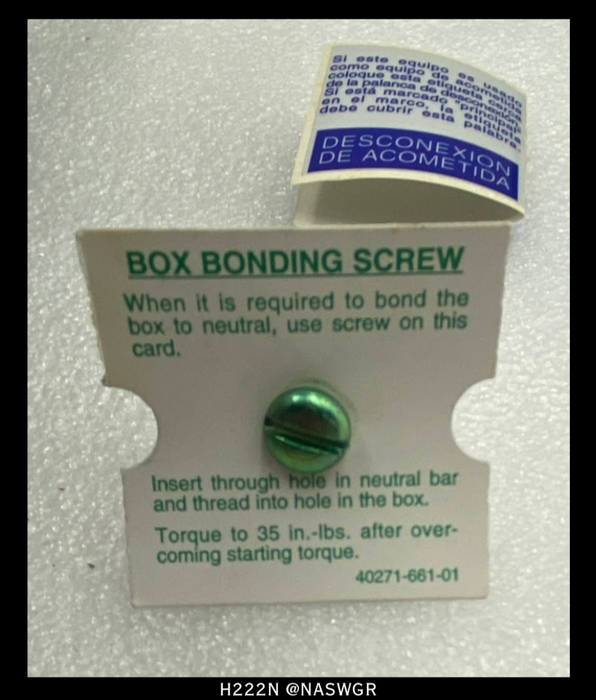 Si este equipo es usado
como equipo de acometida
coloque esta etiqueta cerca
de la palanca de desconexion
Si está marcado "principal"
en el marco, la etiqueta
debe cubrir esta palabra.
DESCONEXION
DE ACOMETIDA
BOX BONDING SCREW
When it is required to bond the
box to neutral, use screw on this
card.
Insert through hole in neutral bar
and thread into hole in the box.
Torque to 35 in.-lbs. after over-
coming starting torque.
40271-661-01
H222N @NASWGR